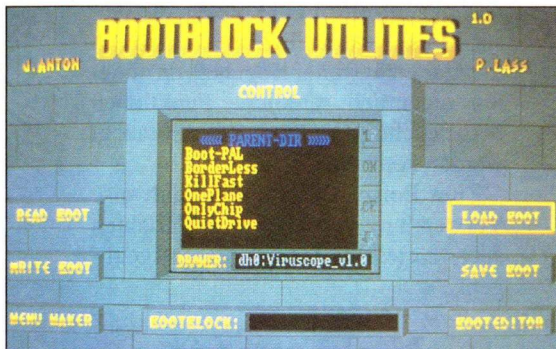 BOOTBLOCK UTILITIES 1.0
J.ANTON
P.LASS
CONTROL
<<<<< PARENT-DIR >>>>>
Boot-PAL
BorderLess
KillFast
OnePlane
OnlyChip
QuietDrive
DRAWER: dh0:Viruscope_v1.0
READ BOOT
LOAD BOOT
WRITE BOOT
SAVE BOOT
MENU MAKER
BOOTBLOCK:
BOOTEDITOR